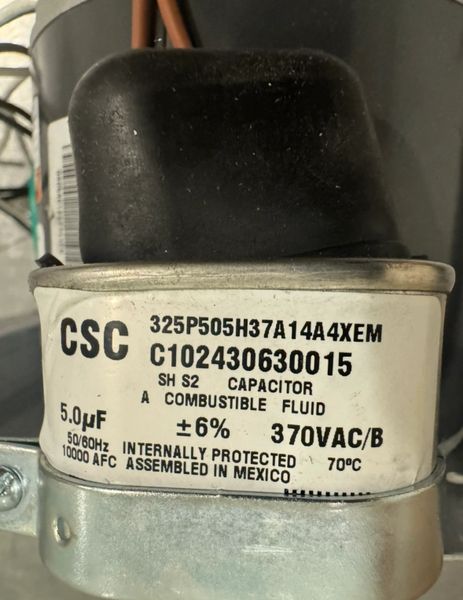 CSC 325P505H37A14A4XEM
C102430630015
SH S2 CAPACITOR
A COMBUSTIBLE FLUID
5.0µF ±6% 370VAC/B
50/60Hz INTERNALLY PROTECTED 70ºC
10000 AFC ASSEMBLED IN MEXICO